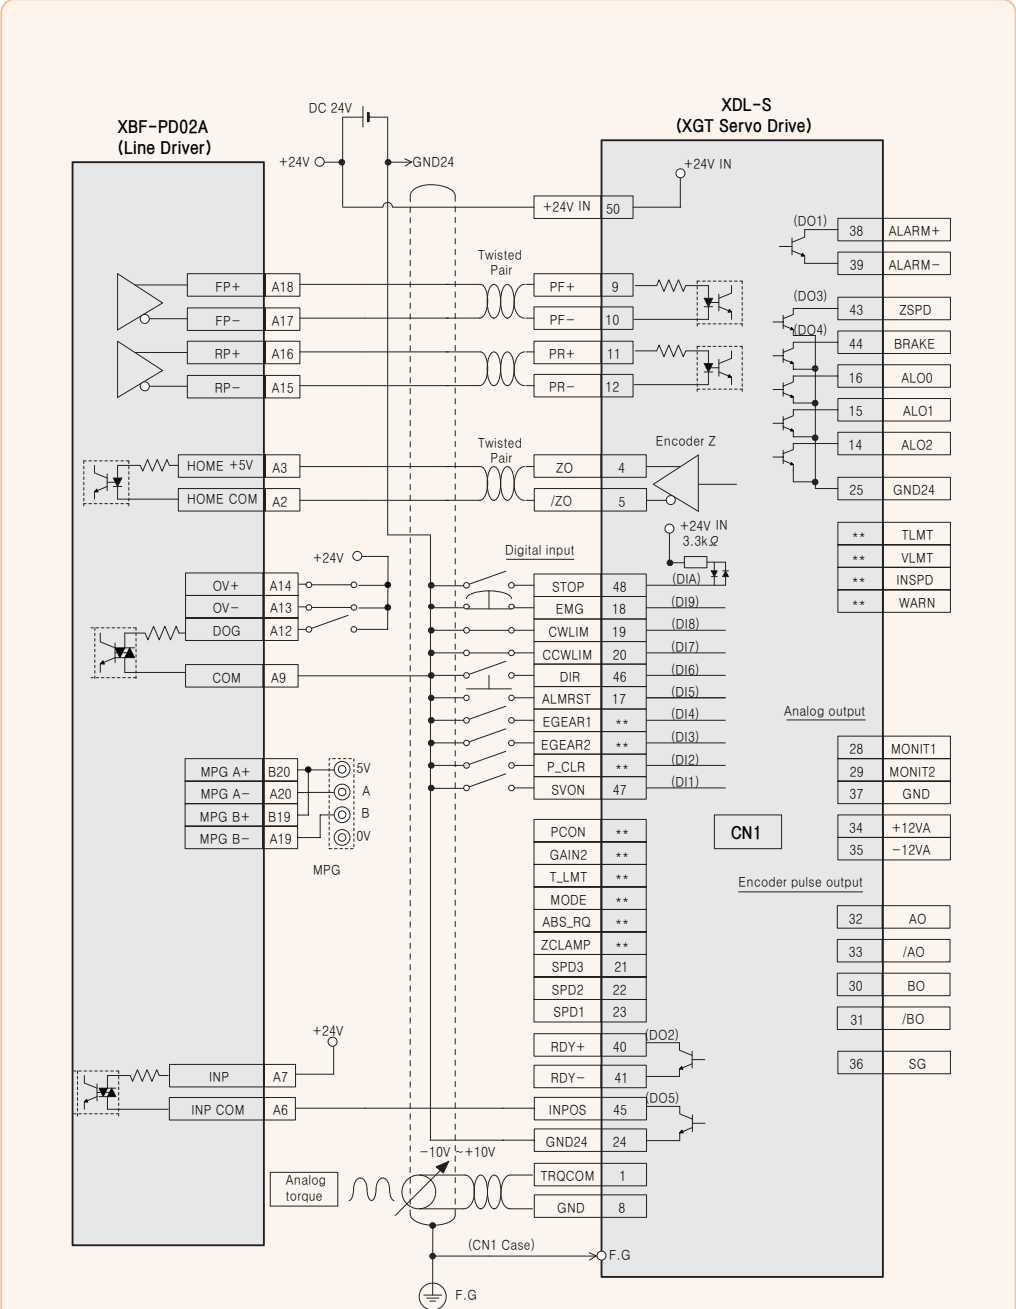 XBF-PD02A
(Line Driver)
DC 24V
+24V
GND24
XDL-S
(XGT Servo Drive)
+24V IN 50
+24V IN
(DO1)
38 ALARM+
39 ALARM-
(DO3)
43 ZSPD
(DO4)
44 BRAKE
16 ALO0
15 ALO1
14 ALO2
25 GND24
** TLMT
** VLMT
** INSPD
** WARN
Twisted
Pair
FP+ A18
FP- A17
RP+ A16
RP- A15
PF+ 9
PF- 10
PR+ 11
PR- 12
HOME +5V A3
HOME COM A2
Twisted
Pair
ZO 4
/ZO 5
Encoder Z
+24V IN
3.3kΩ
+24V
OV+ A14
OV- A13
DOG A12
COM A9
Digital input
STOP 48 (DIA)
EMG 18 (DI9)
CWLIM 19 (DI8)
CCWLIM 20 (DI7)
DIR 46 (DI6)
ALMRST 17 (DI5)
EGEAR1 ** (DI4)
EGEAR2 ** (DI3)
P_CLR ** (DI2)
SVON 47 (DI1)
Analog output
28 MONIT1
29 MONIT2
37 GND
34 +12VA
35 -12VA
MPG A+ B20 5V
MPG A- A20 A
MPG B+ B19 B
MPG B- A19 0V
MPG
CN1
PCON **
GAIN2 **
T_LMT **
MODE **
ABS_RQ **
ZCLAMP **
SPD3 21
SPD2 22
SPD1 23
Encoder pulse output
32 AO
33 /AO
30 BO
31 /BO
36 SG
+24V
INP A7
INP COM A6
RDY+ 40 (DO2)
RDY- 41
INPOS 45 (DO5)
GND24 24
-10V ~+10V
Analog
torque
TRQCOM 1
GND 8
(CN1 Case)
F.G
F.G